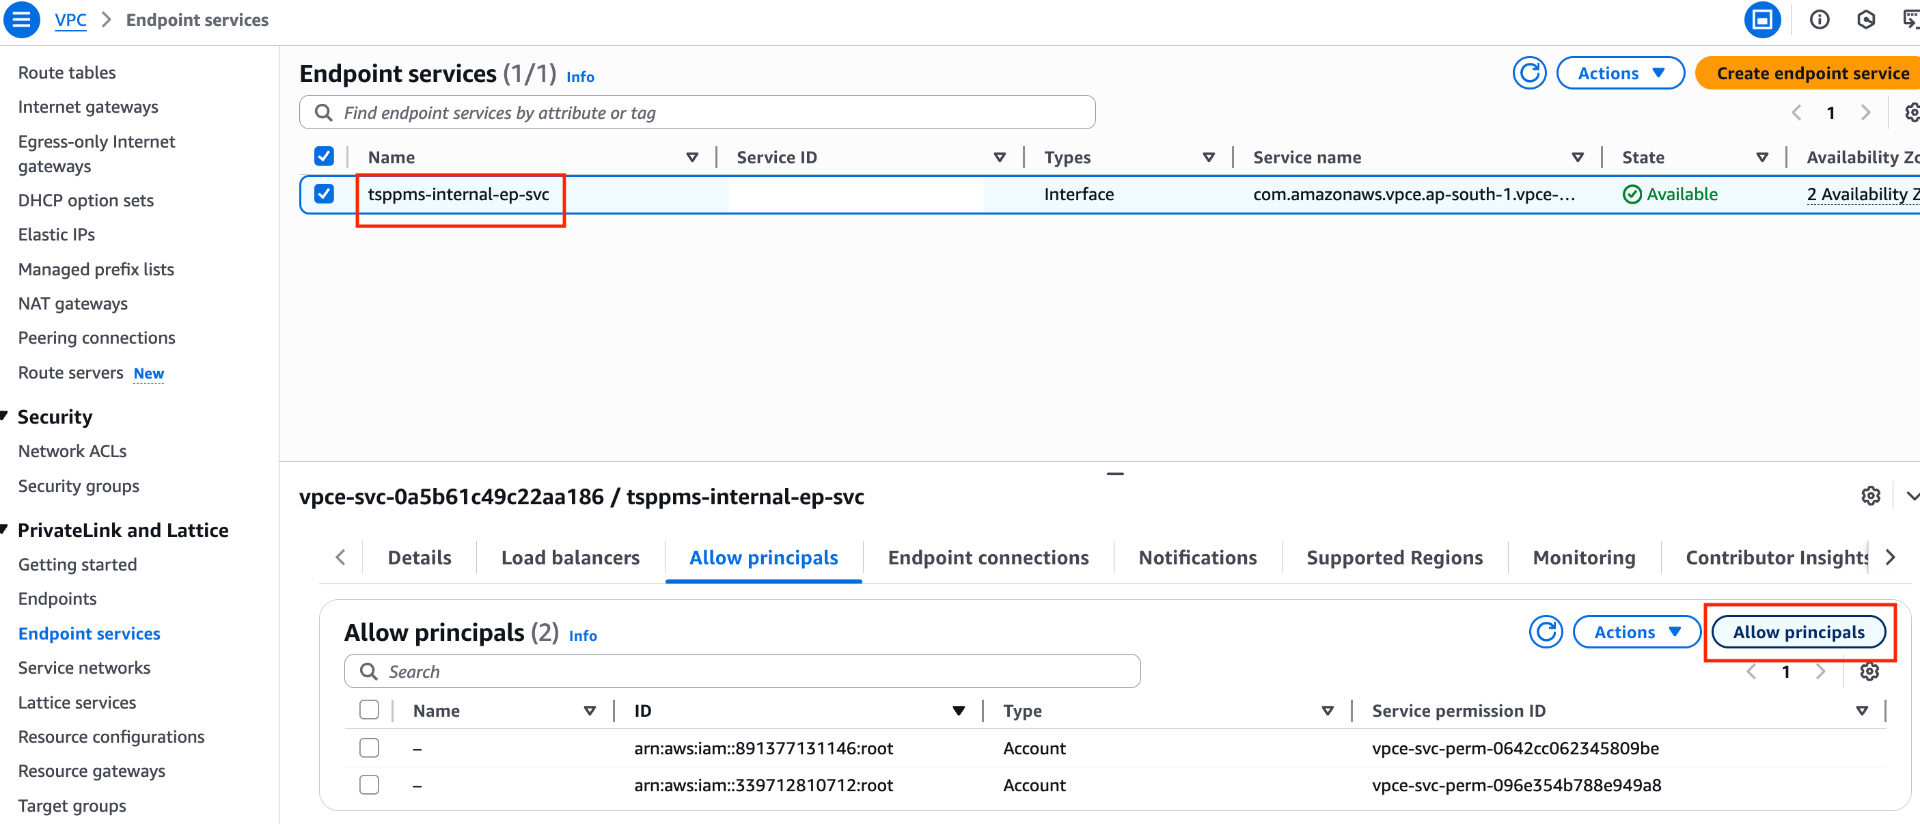 VPC > Endpoint services
Route tables
Internet gateways
Egress-only Internet
gateways
DHCP option sets
Elastic IPs
Managed prefix lists
NAT gateways
Peering connections
Route servers New
Security
Network ACLs
Security groups
PrivateLink and Lattice
Getting started
Endpoints
Endpoint services
Service networks
Lattice services
Resource configurations
Resource gateways
Target groups
Endpoint services (1/1) Info
Actions
Create endpoint service
Find endpoint services by attribute or tag
1
Name Service ID Types Service name State Availability Zo
tsppms-internal-ep-svc Interface com.amazonaws.vpce.ap-south-1.vpce-... Available 2 Availability Z
vpce-svc-0a5b61c49c22aa186 / tsppms-internal-ep-svc
Details Load balancers Allow principals Endpoint connections Notifications Supported Regions Monitoring Contributor Insights
Allow principals (2) Info
Actions
Allow principals
Search
1
Name ID Type Service permission ID
– arn:aws:iam::891377131146:root Account vpce-svc-perm-0642cc062345809be
– arn:aws:iam::339712810712:root Account vpce-svc-perm-096e354b788e949a8